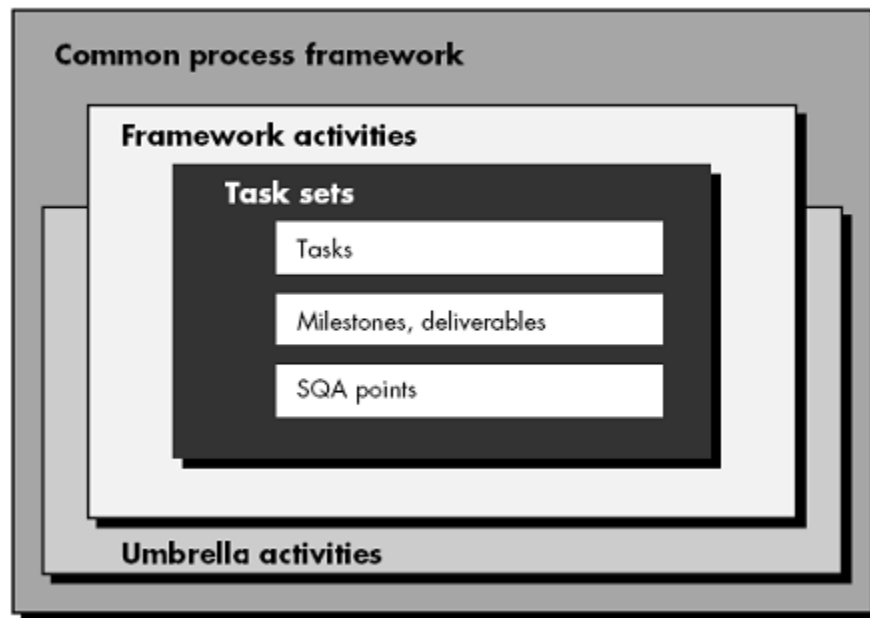 Common process framework
Framework activities
Task sets
Tasks
Milestones, deliverables
SQA points
Umbrella activities